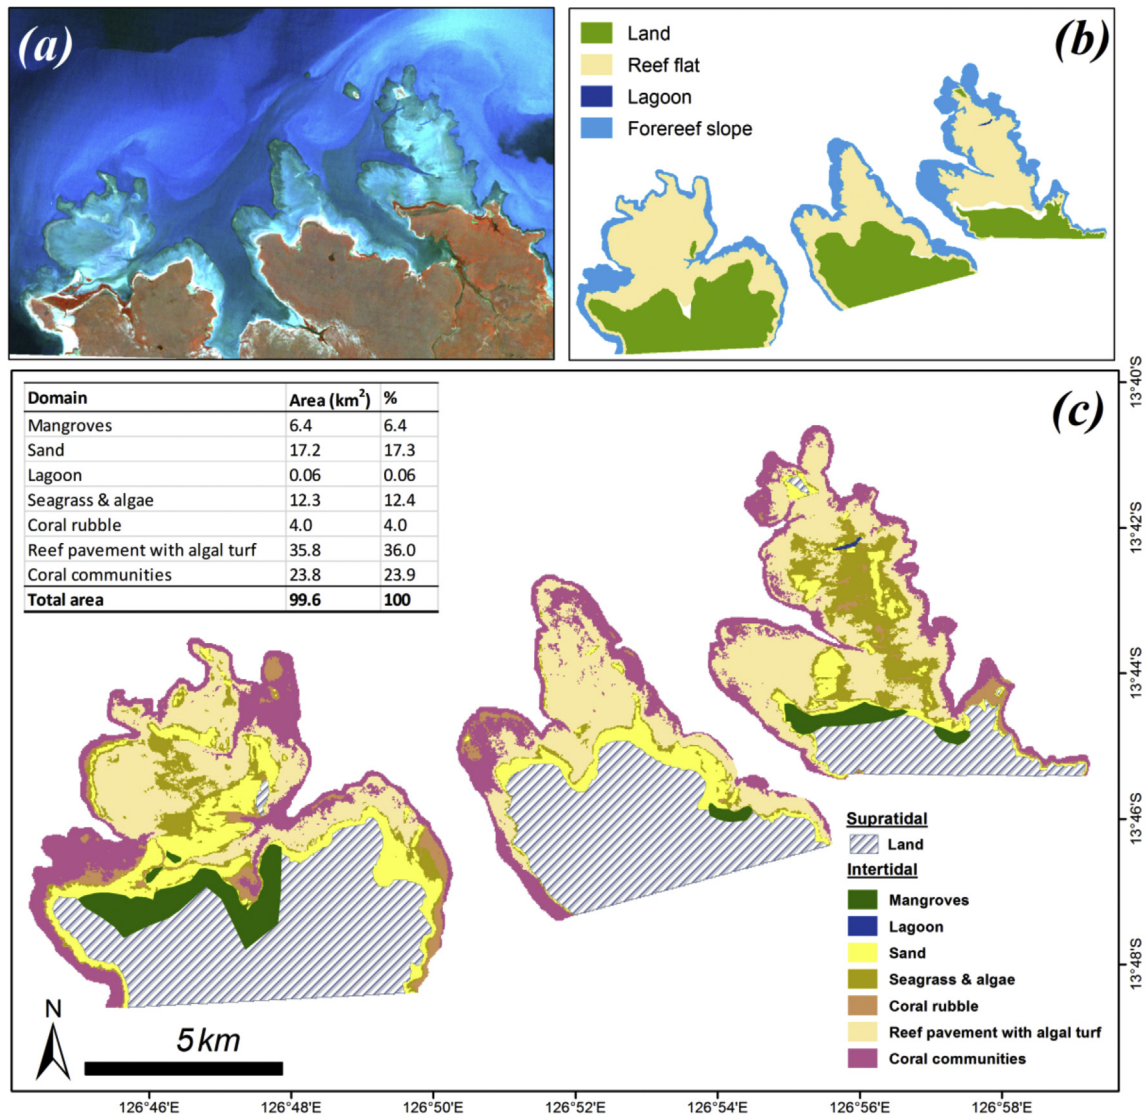 (a)
(b)
Land
Reef flat
Lagoon
Forereef slope
(c)
Domain Area (km²) %
Mangroves 6.4 6.4
Sand 17.2 17.3
Lagoon 0.06 0.06
Seagrass & algae 12.3 12.4
Coral rubble 4.0 4.0
Reef pavement with algal turf 35.8 36.0
Coral communities 23.8 23.9
Total area 99.6 100
13°40'S
13°42'S
13°44'S
13°46'S
13°48'S
Supratidal
Land
Intertidal
Mangroves
Lagoon
Sand
Seagrass & algae
Coral rubble
Reef pavement with algal turf
Coral communities
N
5km
126°46'E 126°48'E 126°50'E 126°52'E 126°54'E 126°56'E 126°58'E